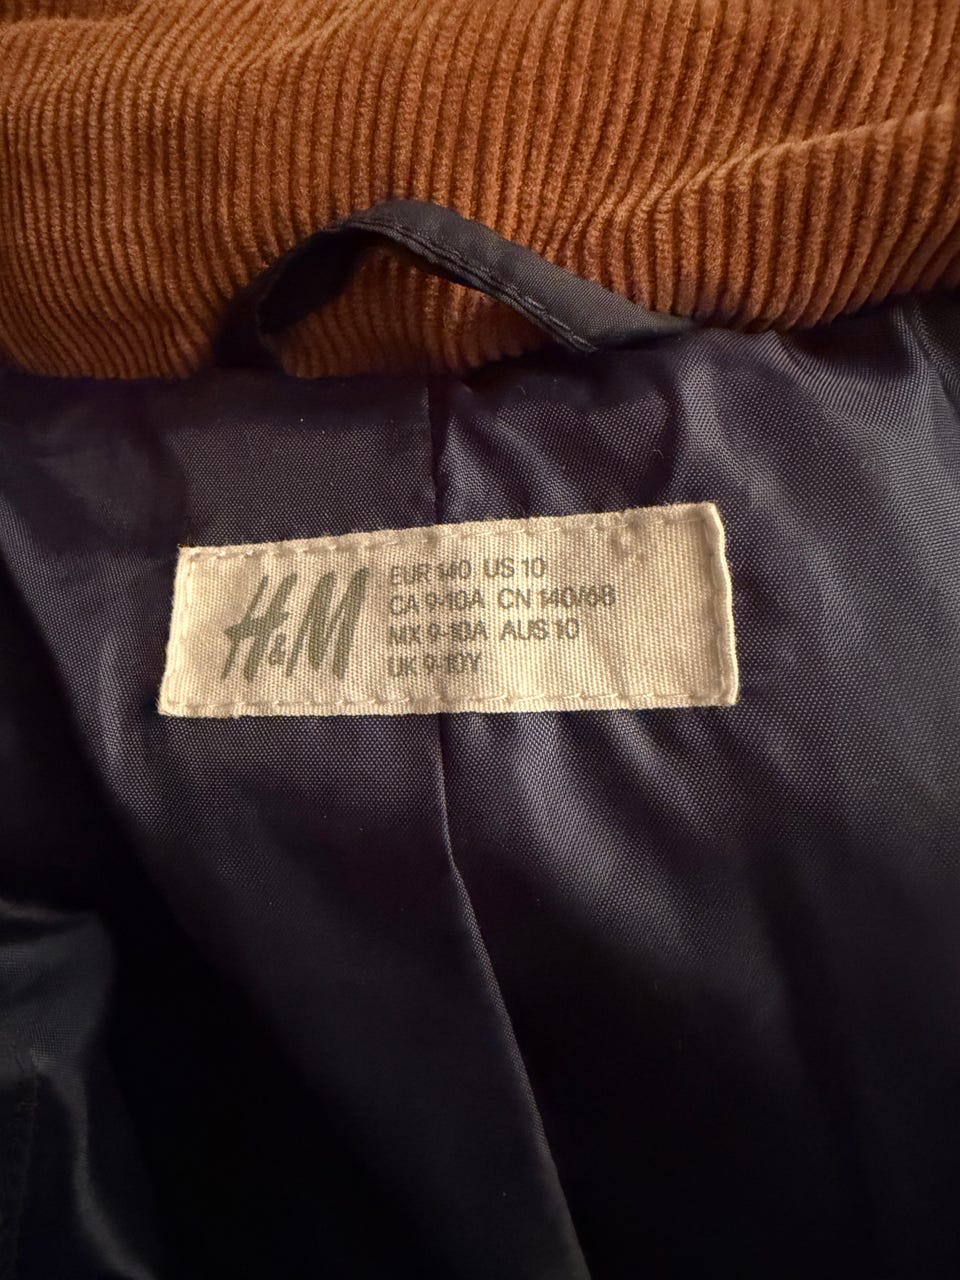 H&M
EUR 140 US 10
CA 9-10A CN 140/68
MX 9-10A AUS 10
UK 9-10Y